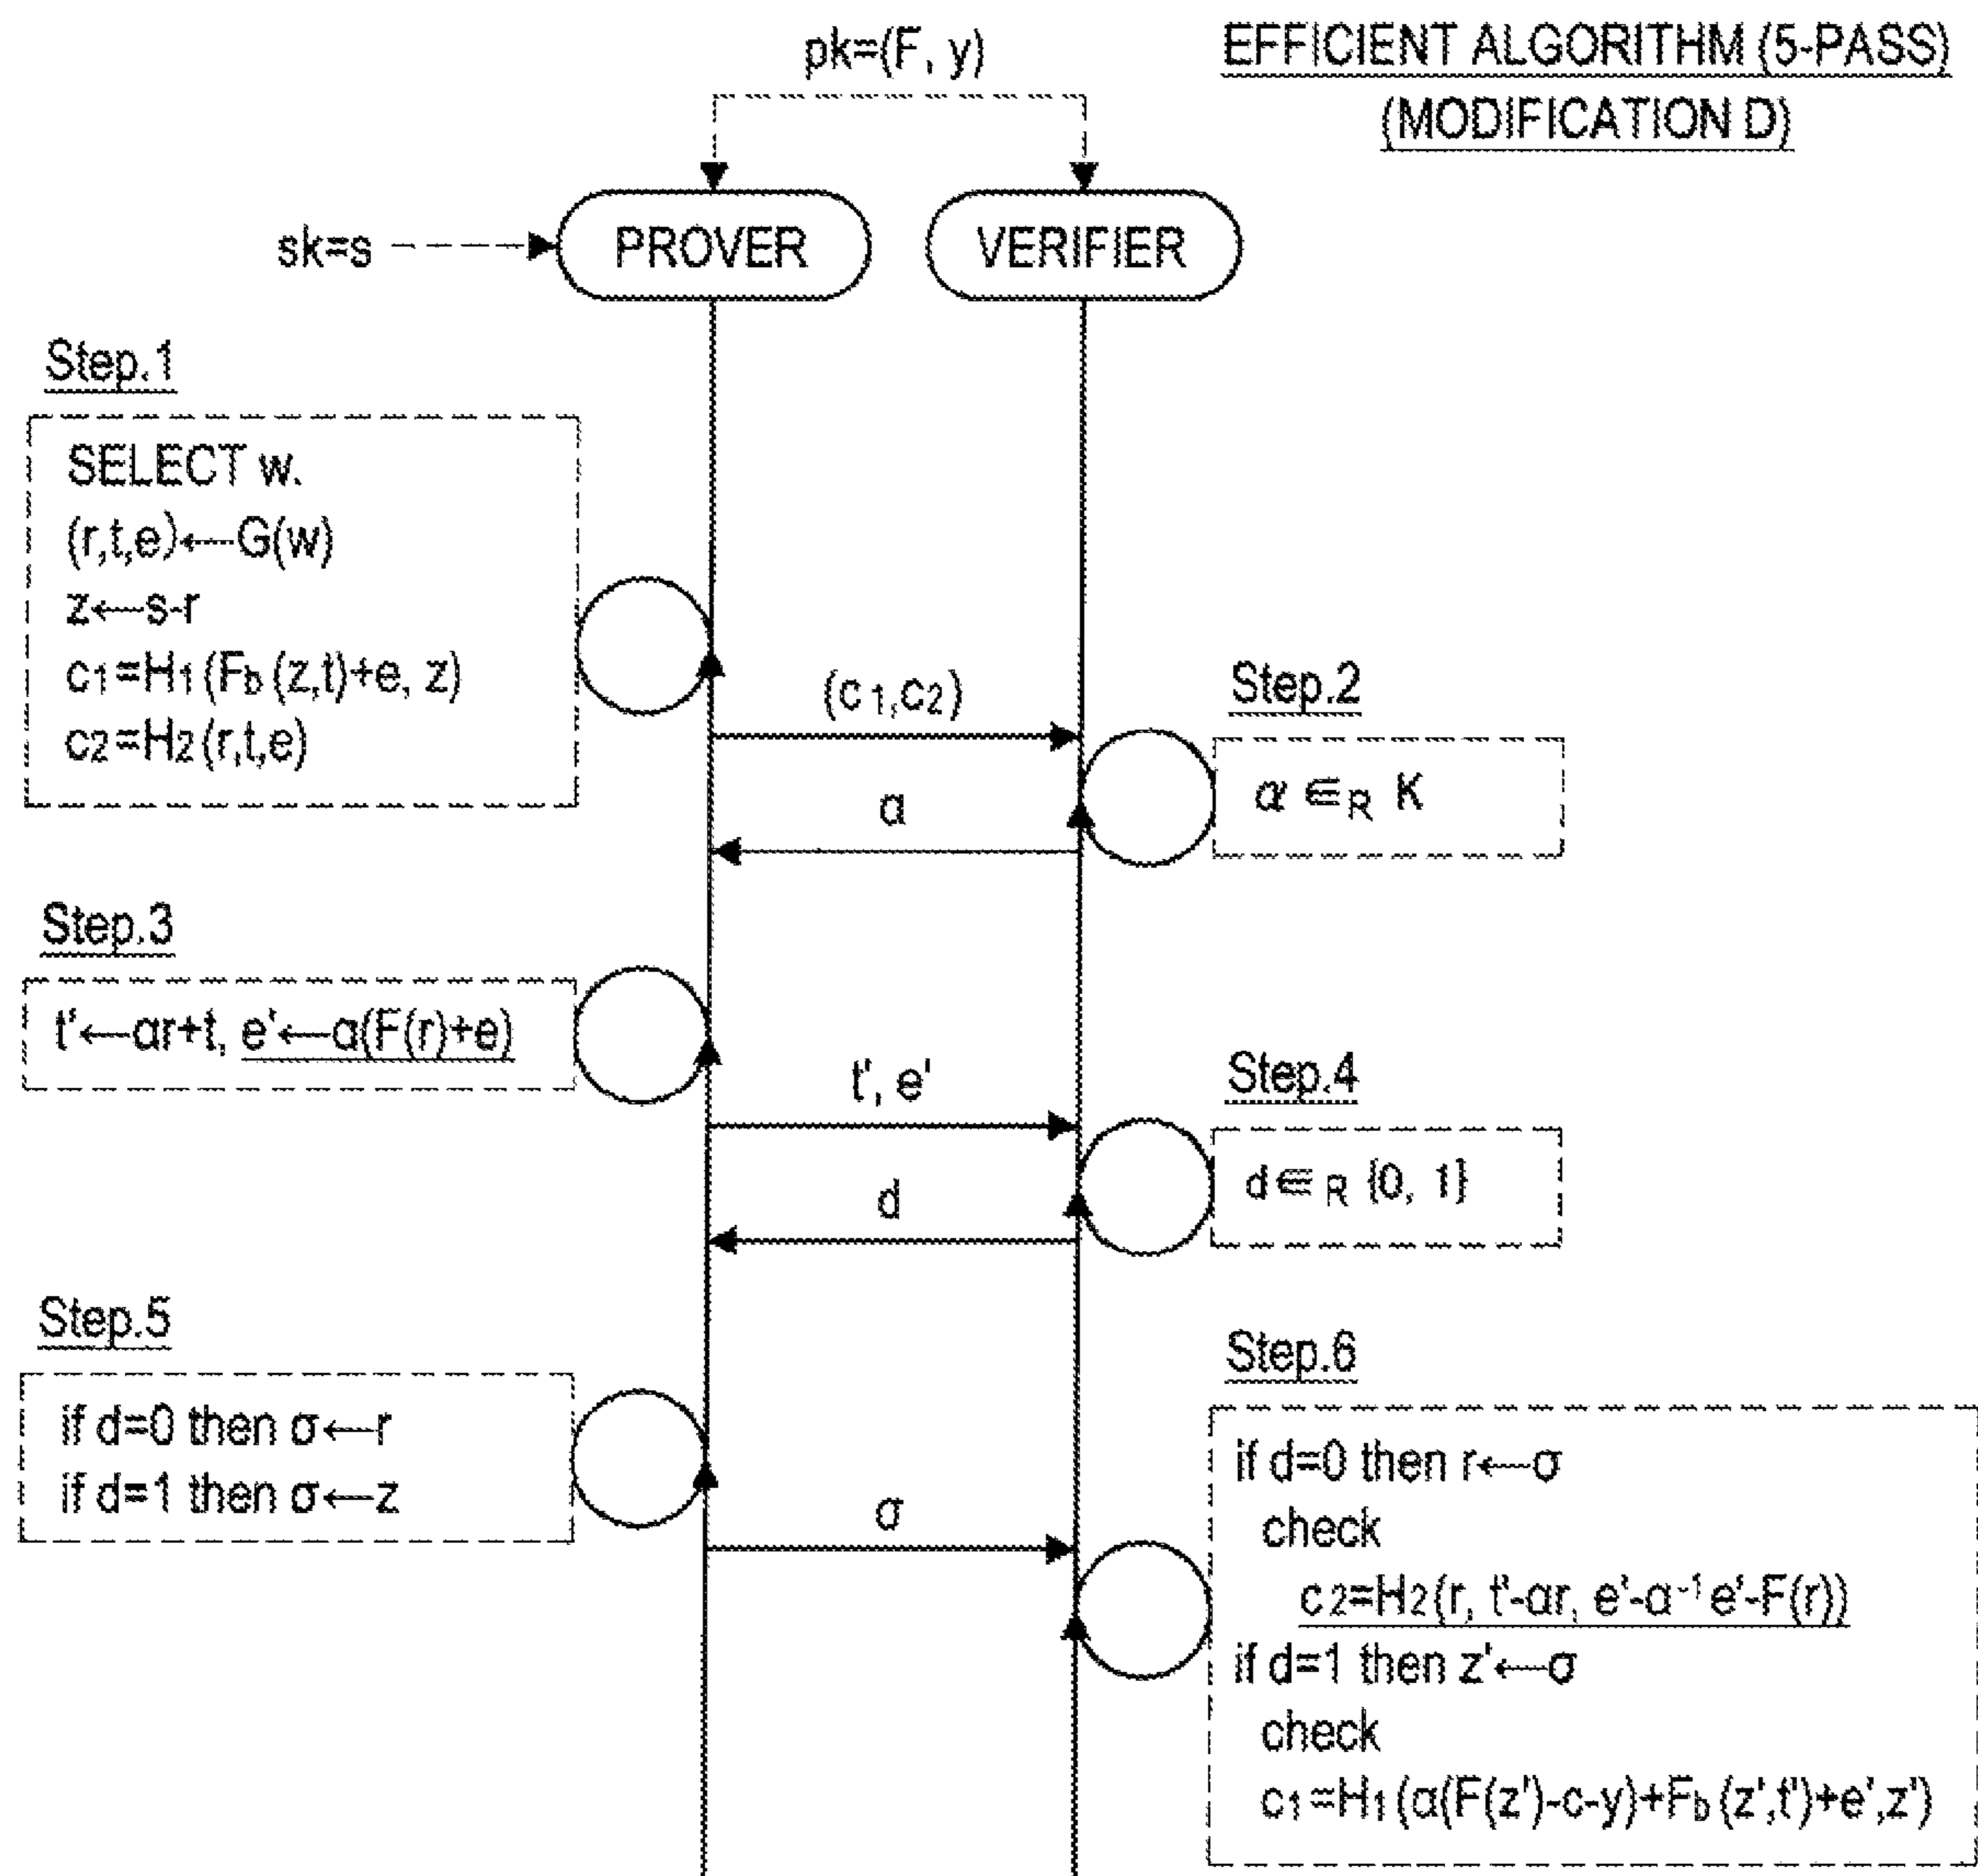 pk=(F, y)
EFFICIENT ALGORITHM (5-PASS)
(MODIFICATION D)
sk=s
PROVER
VERIFIER
Step.1
SELECT w.
(r,t,e)←G(w)
z←s-r
c1=H1(Fb(z,t)+e, z)
c2=H2(r,t,e)
(c1,c2)
Step.2
α ∈R K
α
Step.3
t'←αr+t, e'←α(F(r)+e)
t', e'
Step.4
d∈R {0, 1}
d
Step.5
if d=0 then σ←r
if d=1 then σ←z
σ
Step.6
if d=0 then r←σ
check
c2=H2(r, t'-αr, e'-α⁻¹e'-F(r))
if d=1 then z'←σ
check
c1=H1(α(F(z')-c-y)+Fb(z',t')+e',z')